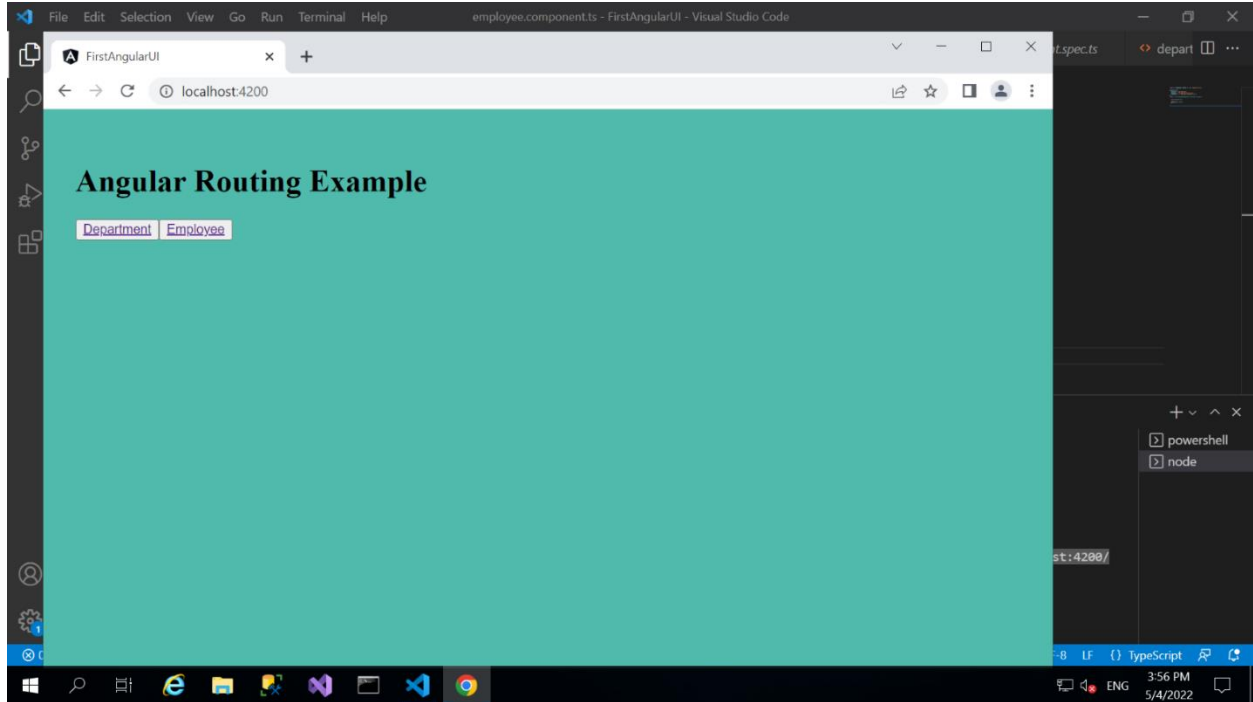 File Edit Selection View Go Run Terminal Help employee.component.ts - FirstAngularUI - Visual Studio Code
FirstAngularUI
t.spec.ts depart
localhost:4200
Angular Routing Example
Department Employee
powershell
node
st:4200/
1
LF {} TypeScript
ENG
3:56 PM
5/4/2022